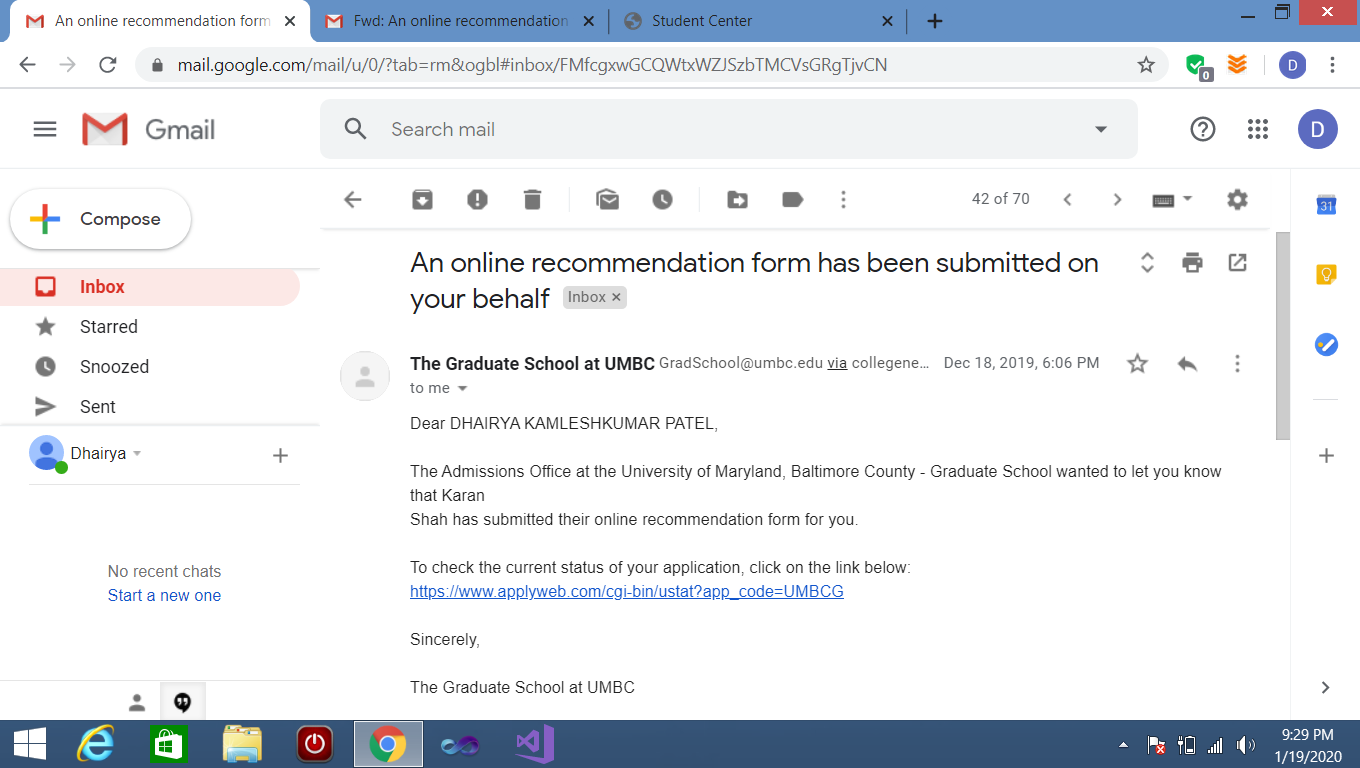 An online recommendation form
Fwd: An online recommendation
Student Center
mail.google.com/mail/u/0/?tab=rm&ogbl#inbox/FMfcgxwGCQWtxWZJSzbTMCVsGRgTjvCN
0
D
Gmail
Search mail
D
Compose
42 of 70
31
Inbox
Starred
Snoozed
Sent
Dhairya
No recent chats
Start a new one
An online recommendation form has been submitted on
your behalf Inbox ×
The Graduate School at UMBC GradSchool@umbc.edu via collegene... Dec 18, 2019, 6:06 PM
to me
Dear DHAIRYA KAMLESHKUMAR PATEL,
The Admissions Office at the University of Maryland, Baltimore County - Graduate School wanted to let you know
that Karan
Shah has submitted their online recommendation form for you.
To check the current status of your application, click on the link below:
https://www.applyweb.com/cgi-bin/ustat?app_code=UMBCG
Sincerely,
The Graduate School at UMBC
9:29 PM
1/19/2020